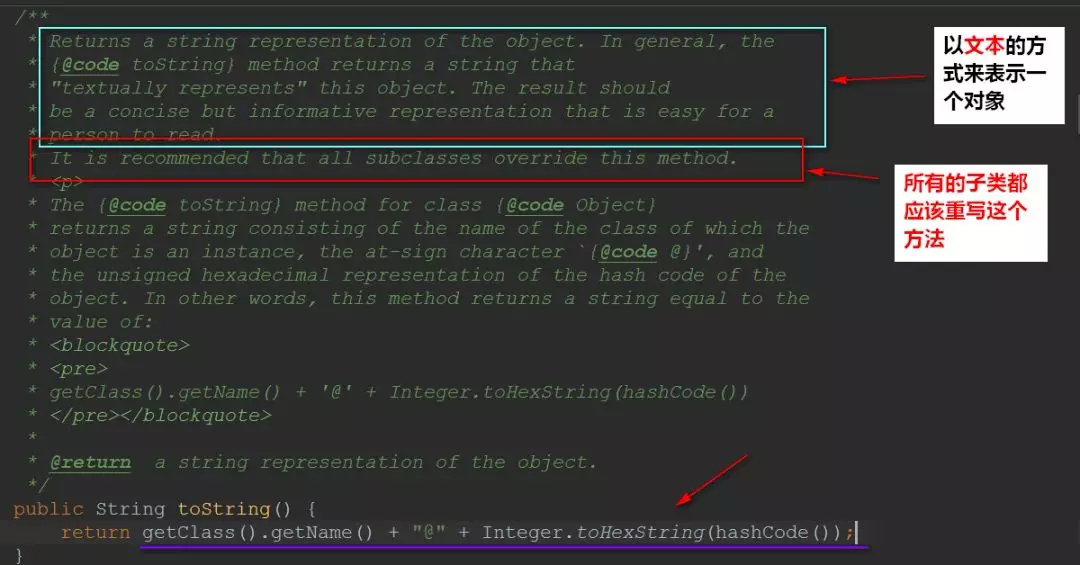 /**
* Returns a string representation of the object. In general, the
* {@code toString} method returns a string that
* "textually represents" this object. The result should
* be a concise but informative representation that is easy for a
* person to read.
* It is recommended that all subclasses override this method.
* <p>
* The {@code toString} method for class {@code Object}
* returns a string consisting of the name of the class of which the
* object is an instance, the at-sign character `{@code @}', and
* the unsigned hexadecimal representation of the hash code of the
* object. In other words, this method returns a string equal to the
* value of:
* <blockquote>
* <pre>
* getClass().getName() + '@' + Integer.toHexString(hashCode())
* </pre></blockquote>
*
* @return  a string representation of the object.
*/
public String toString() {
return getClass().getName() + "@" + Integer.toHexString(hashCode());
}
以文本的方
式来表示一
个对象
所有的子类都
应该重写这个
方法